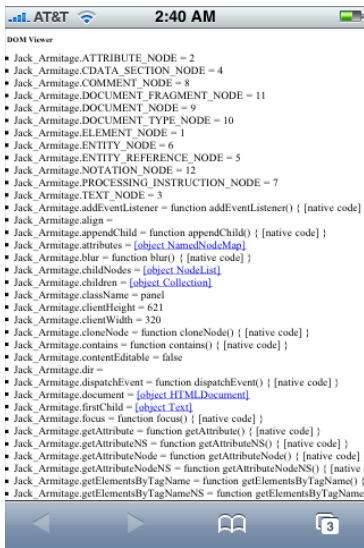 AT&T 2:40 AM
DOM Viewer
Jack_Armitage.ATTRIBUTE_NODE = 2
Jack_Armitage.CDATA_SECTION_NODE = 4
Jack_Armitage.COMMENT_NODE = 8
Jack_Armitage.DOCUMENT_FRAGMENT_NODE = 11
Jack_Armitage.DOCUMENT_NODE = 9
Jack_Armitage.DOCUMENT_TYPE_NODE = 10
Jack_Armitage.ELEMENT_NODE = 1
Jack_Armitage.ENTITY_NODE = 6
Jack_Armitage.ENTITY_REFERENCE_NODE = 5
Jack_Armitage.NOTATION_NODE = 12
Jack_Armitage.PROCESSING_INSTRUCTION_NODE = 7
Jack_Armitage.TEXT_NODE = 3
Jack_Armitage.addEventListener = function addEventListener() { [native code]
Jack_Armitage.align =
Jack_Armitage.appendChild = function appendChild() { [native code] }
Jack_Armitage.attributes = [object NamedNodeMap]
Jack_Armitage.blur = function blur() { [native code] }
Jack_Armitage.childNodes = [object NodeList]
Jack_Armitage.children = [object Collection]
Jack_Armitage.className = panel
Jack_Armitage.clientHeight = 621
Jack_Armitage.clientWidth = 320
Jack_Armitage.cloneNode = function cloneNode() { [native code] }
Jack_Armitage.contains = function contains() { [native code] }
Jack_Armitage.contentEditable = false
Jack_Armitage.dir =
Jack_Armitage.dispatchEvent = function dispatchEvent() { [native code] }
Jack_Armitage.document = [object HTMLDocument]
Jack_Armitage.firstChild = [object Text]
Jack_Armitage.focus = function focus() { [native code] }
Jack_Armitage.getAttribute = function getAttribute() { [native code] }
Jack_Armitage.getAttributeNS = function getAttributeNS() { [native code] }
Jack_Armitage.getAttributeNode = function getAttributeNode() { [native code]
Jack_Armitage.getAttributeNodeNS = function getAttributeNodeNS() { [native
Jack_Armitage.getElementsByTagName = function getElementsByTagName() {
Jack_Armitage.getElementsByTagNameNS = function getElementsByTagName
3